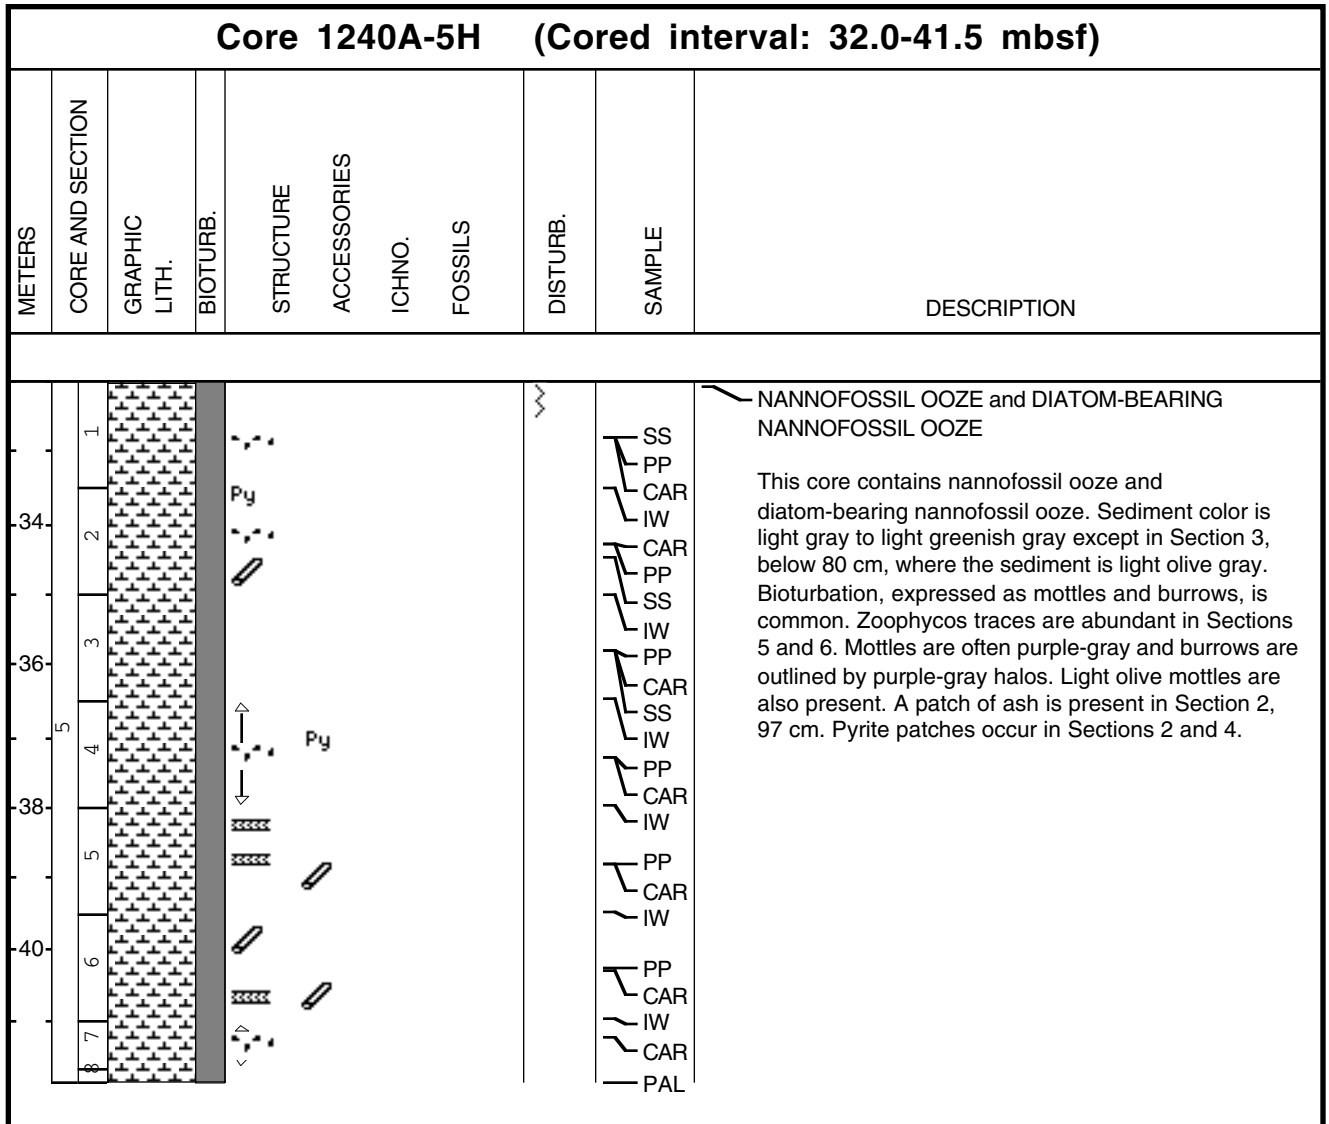 Core 1240A-5H (Cored interval: 32.0-41.5 mbsf)
METERS
CORE AND SECTION
GRAPHIC
LITH.
BIOTURB.
STRUCTURE
ACCESSORIES
ICHNO.
FOSSILS
DISTURB.
SAMPLE
DESCRIPTION
34
36
38
40
5
1
2
3
4
5
6
7
8
Py
Py
SS
PP
CAR
IW
CAR
PP
SS
IW
PP
CAR
SS
IW
PP
CAR
IW
PP
CAR
IW
PP
CAR
IW
CAR
PAL
NANNOFOSSIL OOZE and DIATOM-BEARING
NANNOFOSSIL OOZE
This core contains nannofossil ooze and
diatom-bearing nannofossil ooze. Sediment color is
light gray to light greenish gray except in Section 3,
below 80 cm, where the sediment is light olive gray.
Bioturbation, expressed as mottles and burrows, is
common. Zoophycos traces are abundant in Sections
5 and 6. Mottles are often purple-gray and burrows are
outlined by purple-gray halos. Light olive mottles are
also present. A patch of ash is present in Section 2,
97 cm. Pyrite patches occur in Sections 2 and 4.